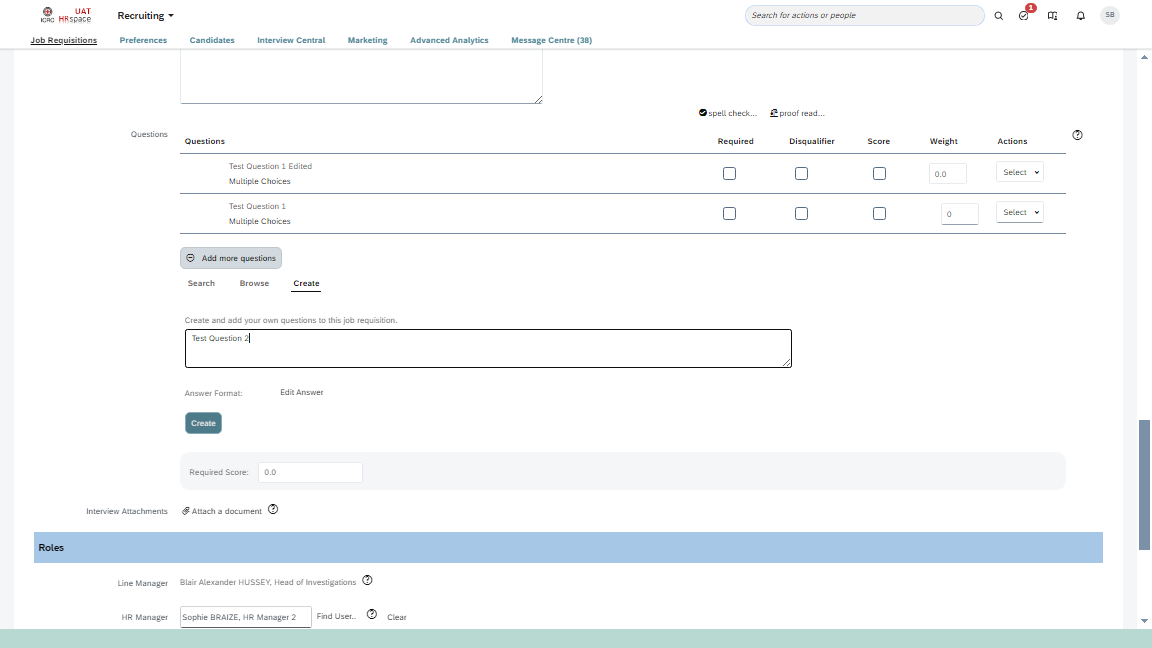 ICRC
UAT
HRspace
Recruiting
Search for actions or people
1
SB
Job Requisitions
Preferences
Candidates
Interview Central
Marketing
Advanced Analytics
Message Centre (38)
spell check...
proof read...
Questions
Questions
Required
Disqualifier
Score
Weight
Actions
Test Question 1 Edited
Multiple Choices
0.0
Select
Test Question 1
Multiple Choices
0
Select
Add more questions
Search
Browse
Create
Create and add your own questions to this job requisition.
Test Question 2
Answer Format:
Edit Answer
Create
Required Score:
0.0
Interview Attachments
Attach a document
Roles
Line Manager
Blair Alexander HUSSEY, Head of Investigations
HR Manager
Sophie BRAIZE, HR Manager 2
Find User..
Clear